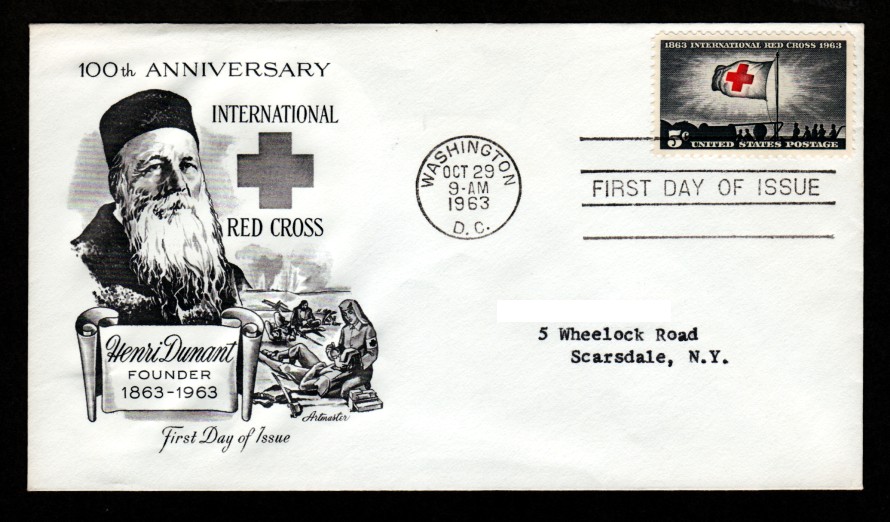 100th ANNIVERSARY
INTERNATIONAL
RED CROSS
Henri Dunant
FOUNDER
1863-1963
Artmaster
First Day of Issue
WASHINGTON
OCT 29
9-AM
1963
D.C.
1863 INTERNATIONAL RED CROSS 1963
5¢ UNITED STATES POSTAGE
FIRST DAY OF ISSUE
5 Wheelock Road
Scarsdale, N.Y.